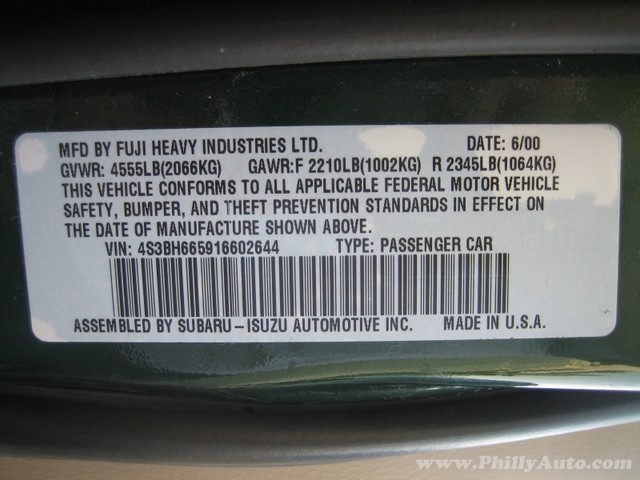 MFD BY FUJI HEAVY INDUSTRIES LTD. DATE: 6/00
GVWR: 4555LB(2066KG) GAWR:F 2210LB(1002KG) R 2345LB(1064KG)
THIS VEHICLE CONFORMS TO ALL APPLICABLE FEDERAL MOTOR VEHICLE
SAFETY, BUMPER, AND THEFT PREVENTION STANDARDS IN EFFECT ON
THE DATE OF MANUFACTURE SHOWN ABOVE.
VIN: 4S3BH665916602644 TYPE: PASSENGER CAR
ASSEMBLED BY SUBARU-ISUZU AUTOMOTIVE INC. MADE IN U.S.A.
www.PhillyAuto.com